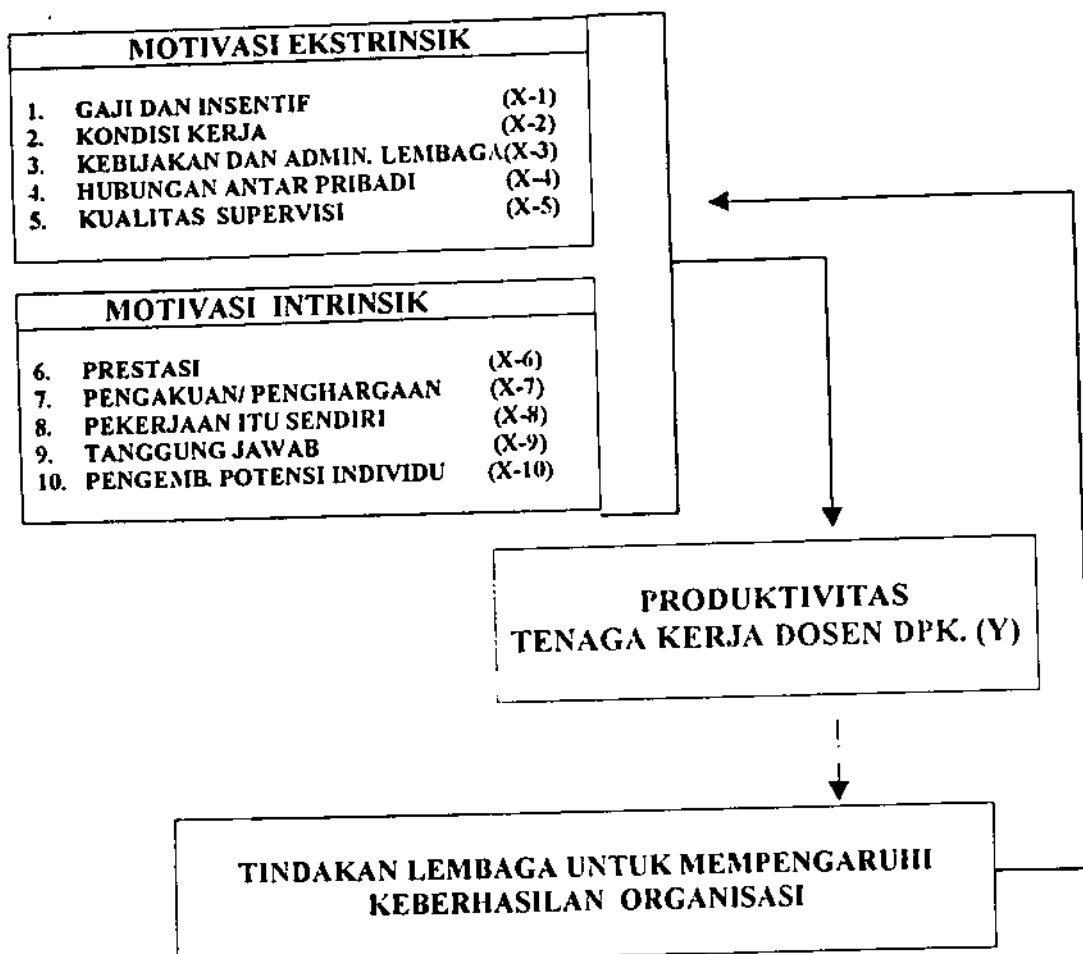 MOTIVASI EKSTRINSIK
1. GAJI DAN INSENTIF (X-1)
2. KONDISI KERJA (X-2)
3. KEBIJAKAN DAN ADMIN. LEMBAGA(X-3)
4. HUBUNGAN ANTAR PRIBADI (X-4)
5. KUALITAS SUPERVISI (X-5)
MOTIVASI INTRINSIK
6. PRESTASI (X-6)
7. PENGAKUAN/ PENGHARGAAN (X-7)
8. PEKERJAAN ITU SENDIRI (X-8)
9. TANGGUNG JAWAB (X-9)
10. PENGEMB. POTENSI INDIVIDU (X-10)
PRODUKTIVITAS
TENAGA KERJA DOSEN DPK. (Y)
TINDAKAN LEMBAGA UNTUK MEMPENGARUHI
KEBERHASILAN ORGANISASI